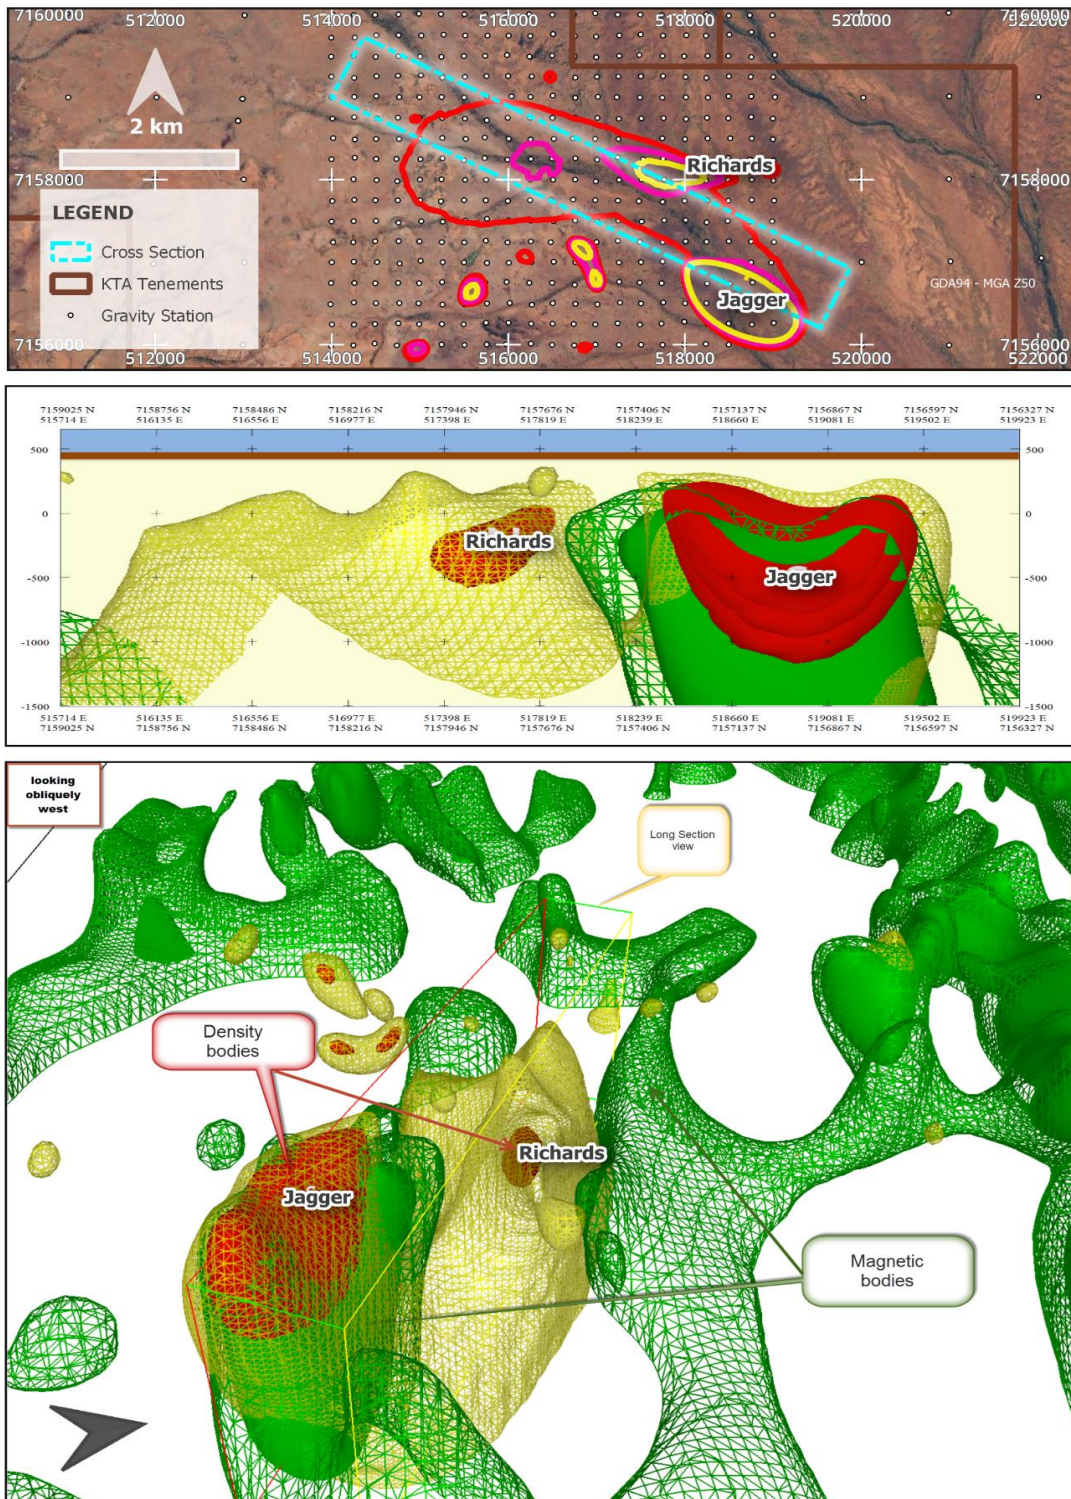 7160000
512000
514000
516000
518000
520000
7160000
522000
2 km
Richards
7158000
7158000
LEGEND
Cross Section
KTA Tenements
Gravity Station
Jagger
GDA94 - MGA Z50
7156000
512000
514000
516000
518000
520000
7156000
522000
7159025 N 7158756 N 7158486 N 7158216 N 7157946 N 7157676 N 7157406 N 7157137 N 7156867 N 7156597 N 7156327 N
515714 E 516135 E 516556 E 516977 E 517398 E 517819 E 518239 E 518660 E 519081 E 519502 E 519923 E
500 500
0 0
Richards
Jagger
-500 -500
-1000 -1000
-1500 -1500
515714 E 516135 E 516556 E 516977 E 517398 E 517819 E 518239 E 518660 E 519081 E 519502 E 519923 E
7159025 N 7158756 N 7158486 N 7158216 N 7157946 N 7157676 N 7157406 N 7157137 N 7156867 N 7156597 N 7156327 N
looking
obliquely
west
Long Section
view
Density
bodies
Richards
Jagger
Magnetic
bodies